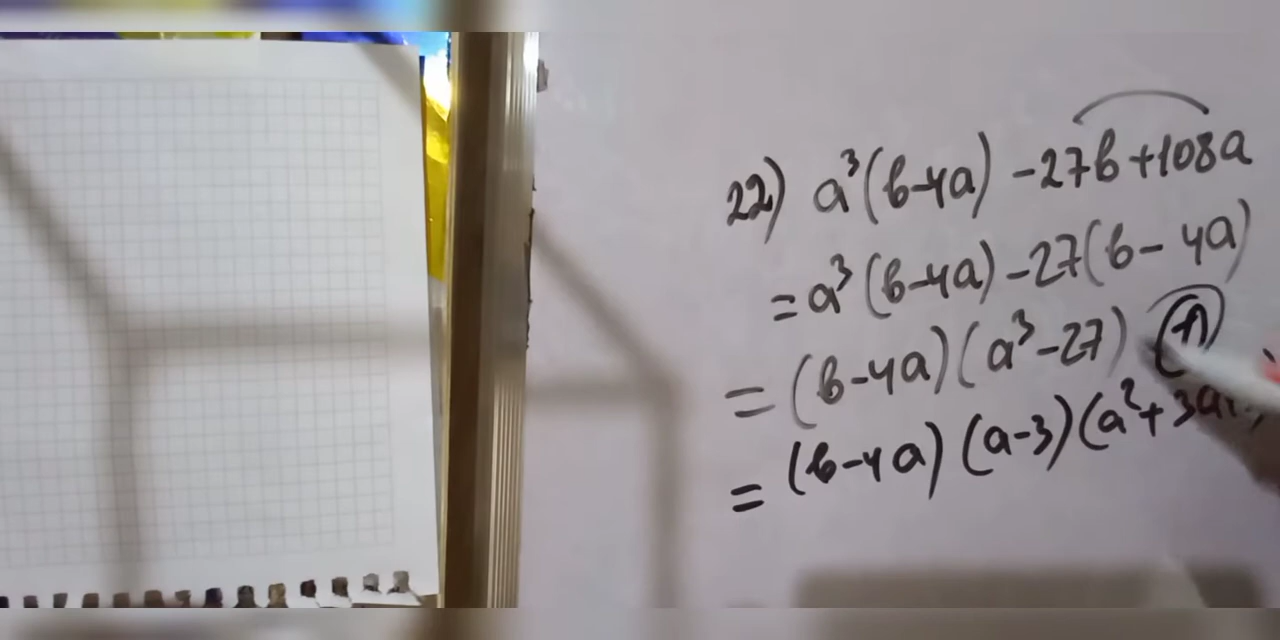 22) a³(b-4a) -27b+108a
= a³(b-4a) -27(b-4a)
= (b-4a)(a³-27)
= (b-4a)(a-3)(a²+3a